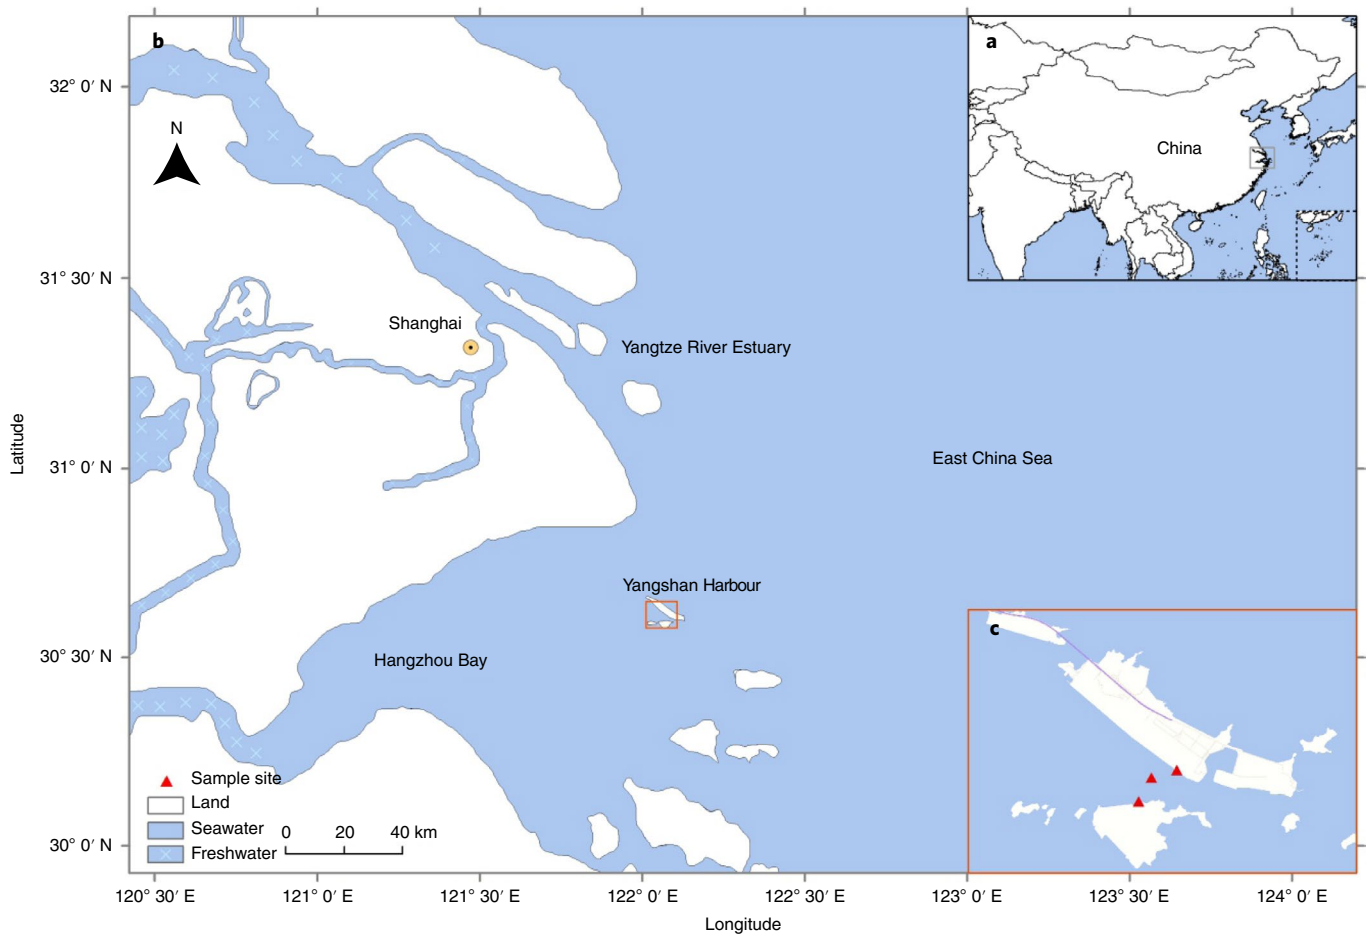 b
a
32° 0′ N
N
China
31° 30′ N
Shanghai
Yangtze River Estuary
Latitude
31° 0′ N
East China Sea
Yangshan Harbour
c
30° 30′ N
Hangzhou Bay
Sample site
Land
Seawater
0 20 40 km
Freshwater
30° 0′ N
120° 30′ E 121° 0′ E 121° 30′ E 122° 0′ E 122° 30′ E 123° 0′ E 123° 30′ E 124° 0′ E
Longitude